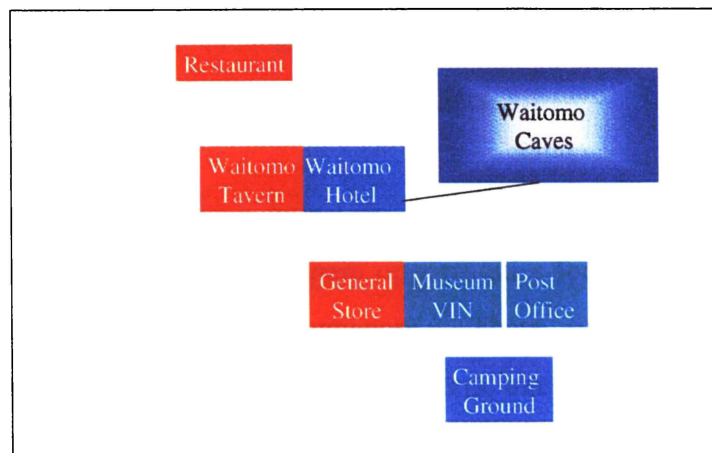 Restaurant
Waitomo
Caves
Waitomo
Tavern
Waitomo
Hotel
General
Store
Museum
VIN
Post
Office
Camping
Ground